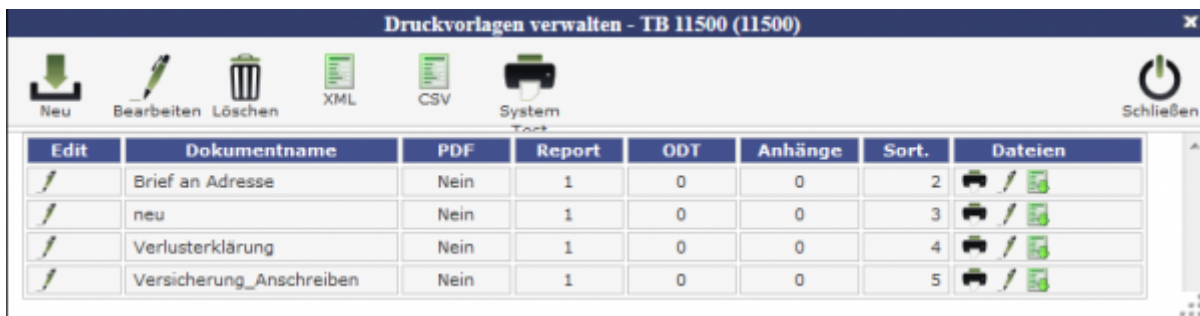 Druckvorlagen verwalten - TB 11500 (11500)
Neu Bearbeiten Löschen XML CSV System Test Schließen
Edit Dokumentname PDF Report ODT Anhänge Sort. Dateien
Brief an Adresse Nein 1 0 0 2
neu Nein 1 0 0 3
Verlusterklärung Nein 1 0 0 4
Versicherung_Anschreiben Nein 1 0 0 5